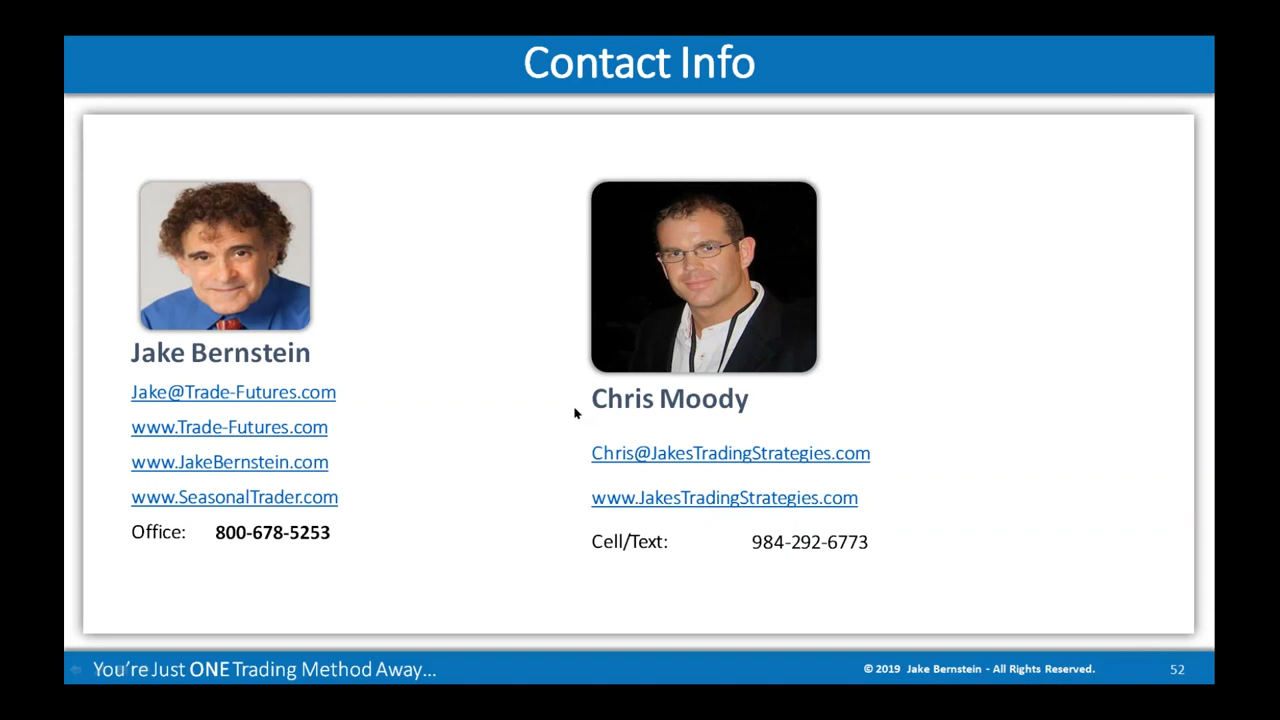 Contact Info
Jake Bernstein
Jake@Trade-Futures.com
www.Trade-Futures.com
www.JakeBernstein.com
www.SeasonalTrader.com
Office: 800-678-5253
Chris Moody
Chris@JakesTradingStrategies.com
www.JakesTradingStrategies.com
Cell/Text: 984-292-6773
You're Just ONE Trading Method Away...
© 2019 Jake Bernstein - All Rights Reserved.
52